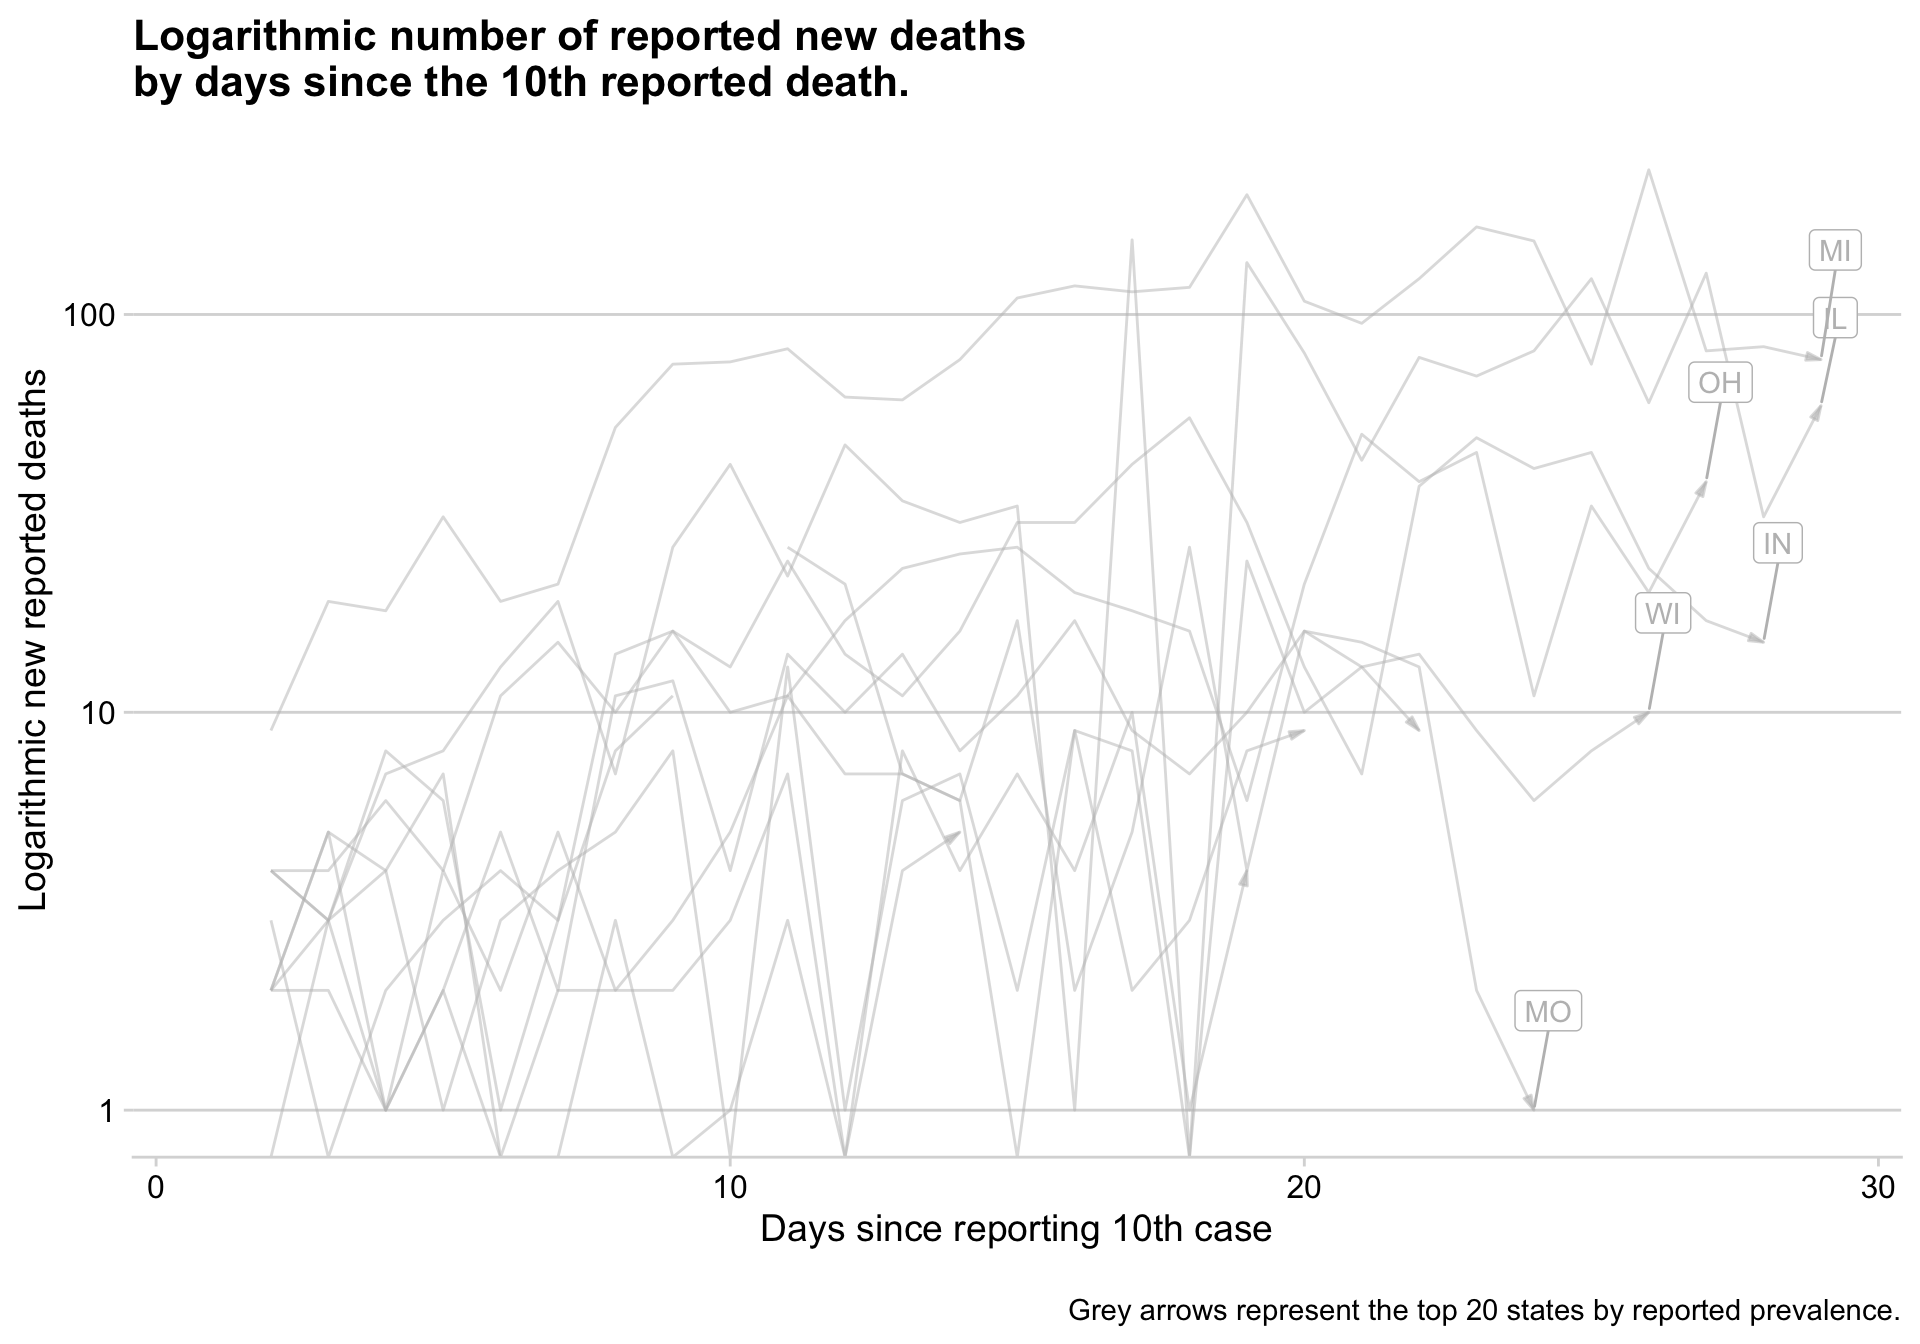 Logarithmic number of reported new deaths
by days since the 10th reported death.
Logarithmic new reported deaths
100
10
1
MI
IL
OH
IN
WI
MO
0 10 20 30
Days since reporting 10th case
Grey arrows represent the top 20 states by reported prevalence.